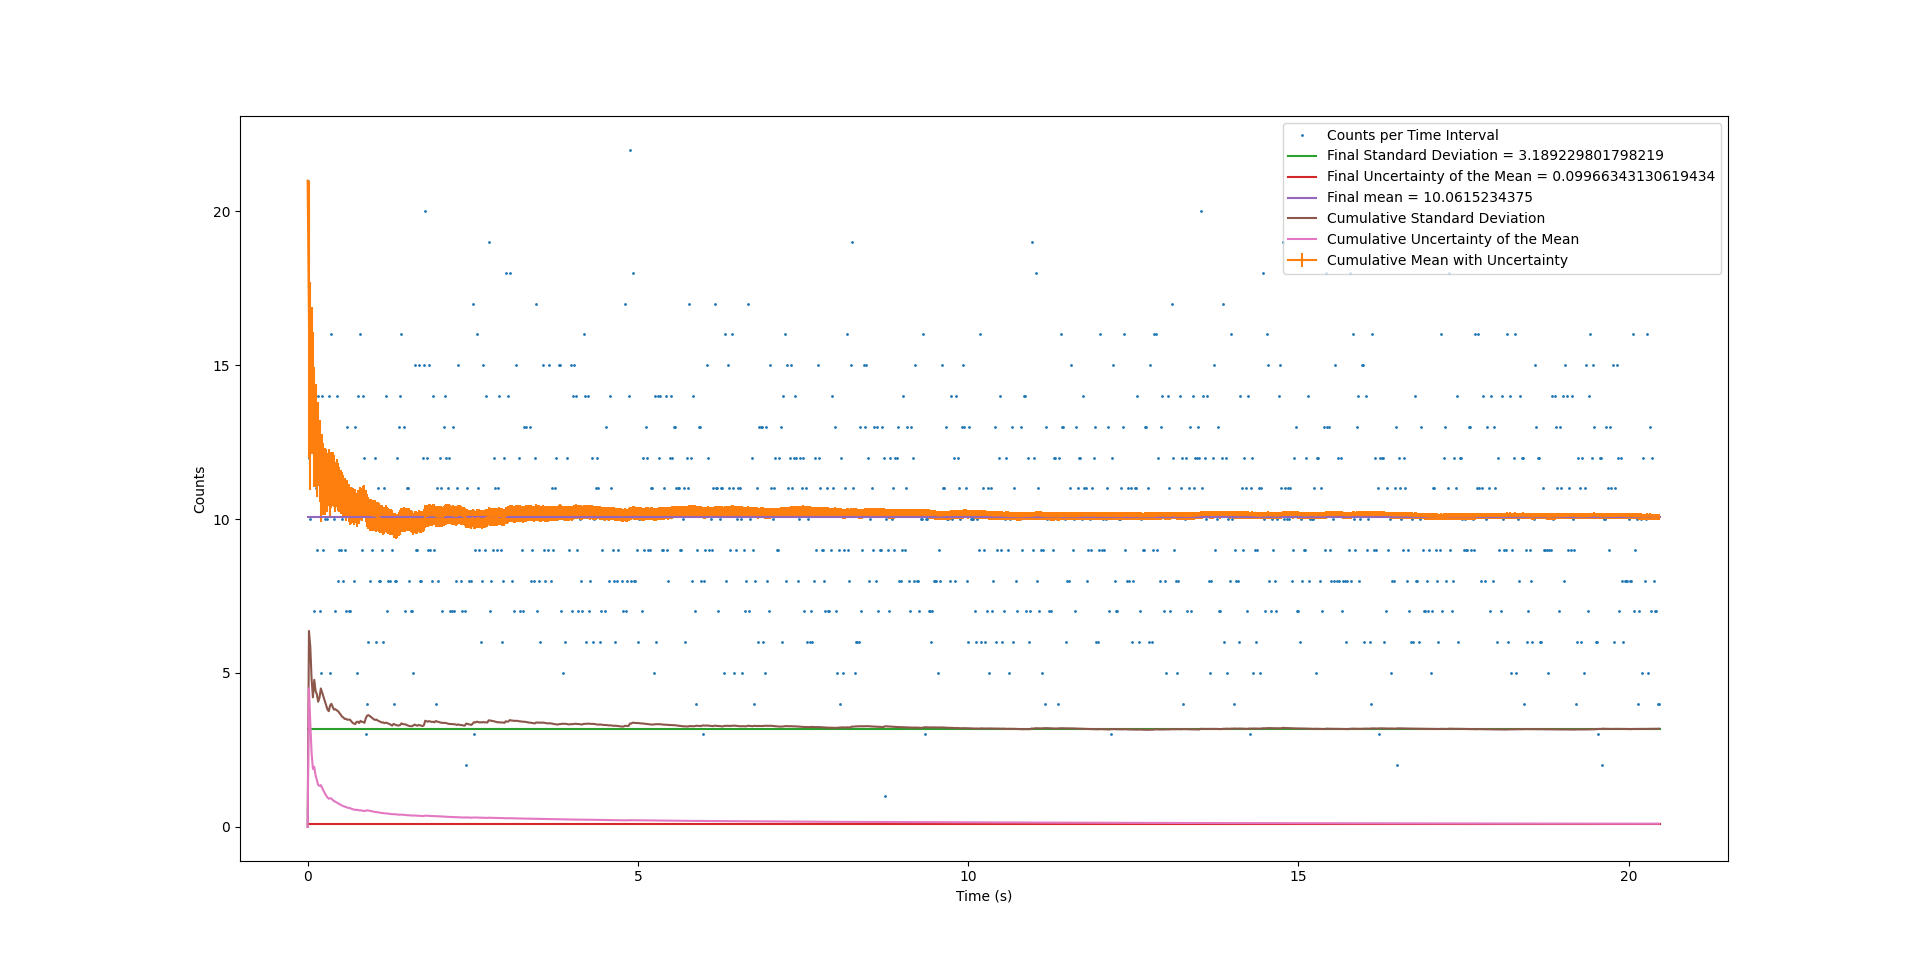 Counts per Time Interval
Final Standard Deviation = 3.189229801798219
Final Uncertainty of the Mean = 0.09966343130619434
Final mean = 10.0615234375
Cumulative Standard Deviation
Cumulative Uncertainty of the Mean
Cumulative Mean with Uncertainty
20
15
10
5
0
Counts
0 5 10 15 20
Time (s)